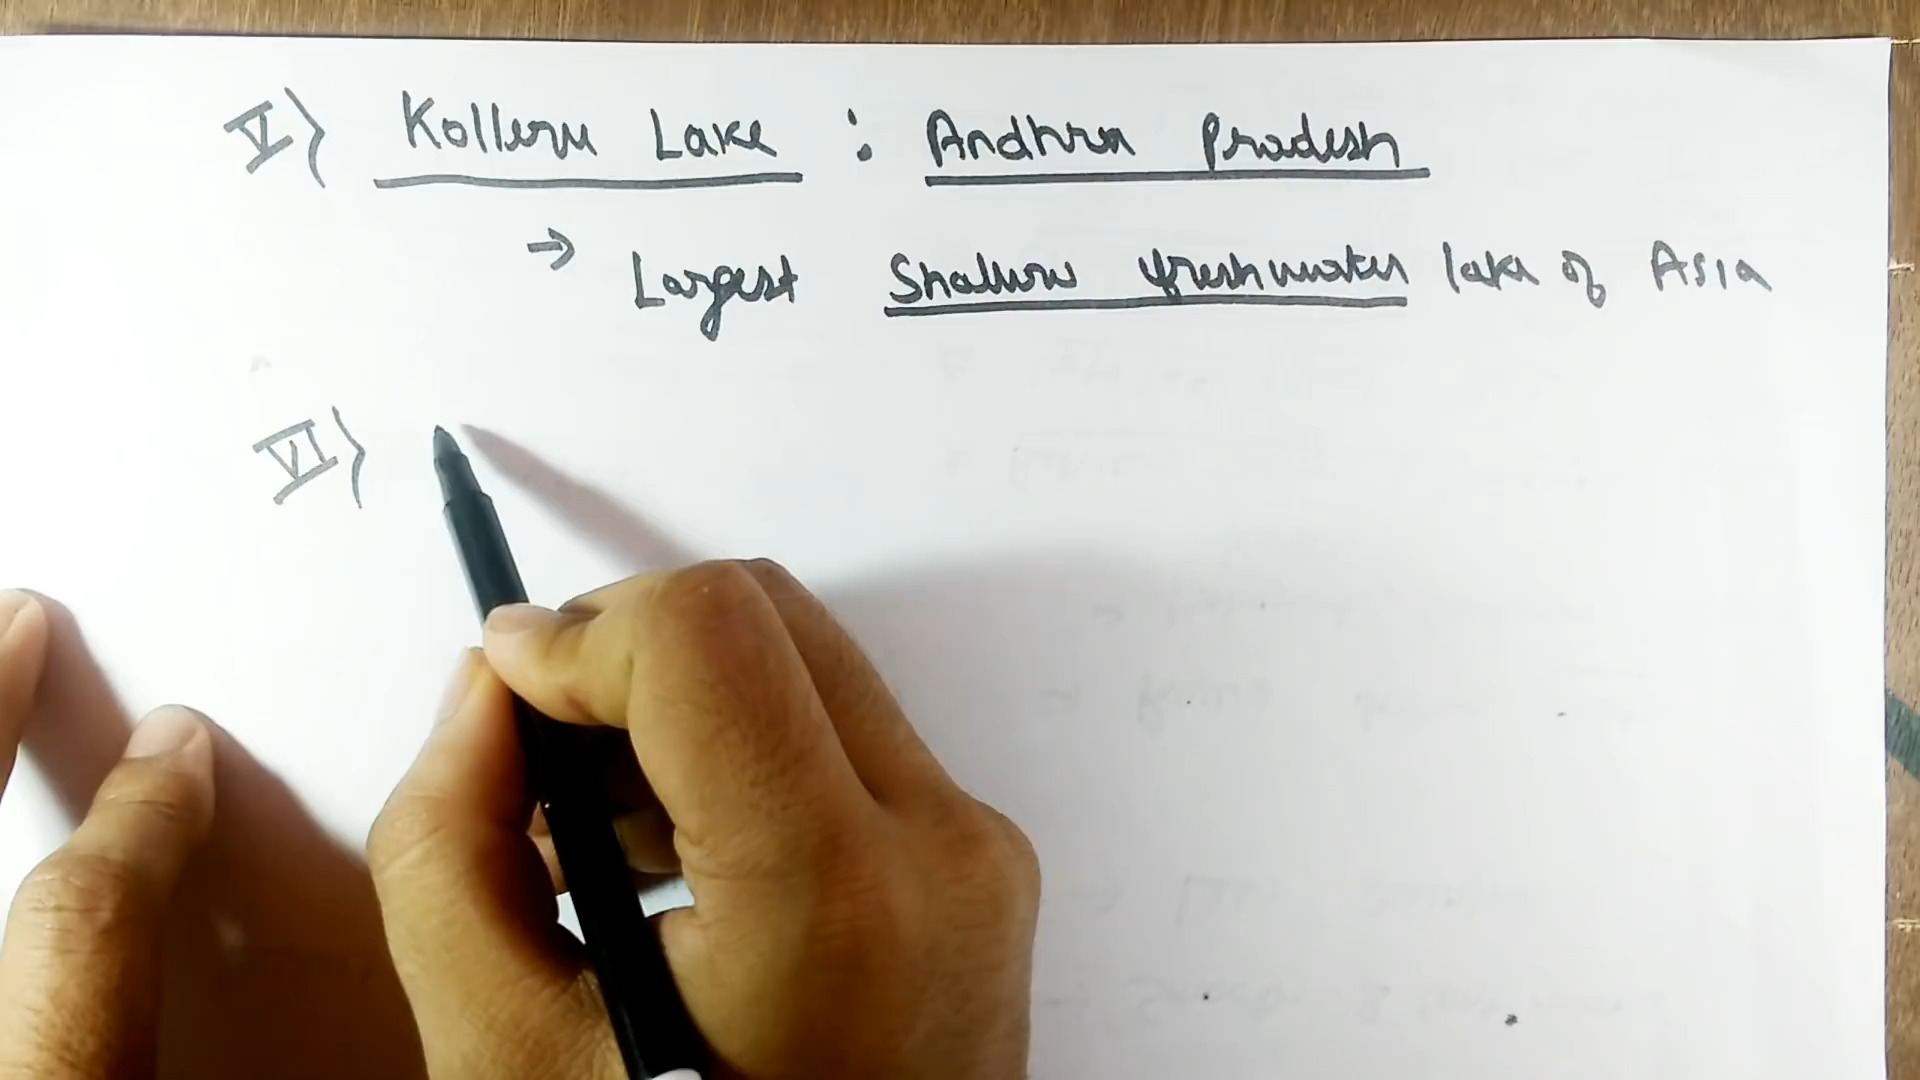 V) Kolleru Lake : Andhra Pradesh
→ Largest Shallow freshwater lake of Asia
VI)